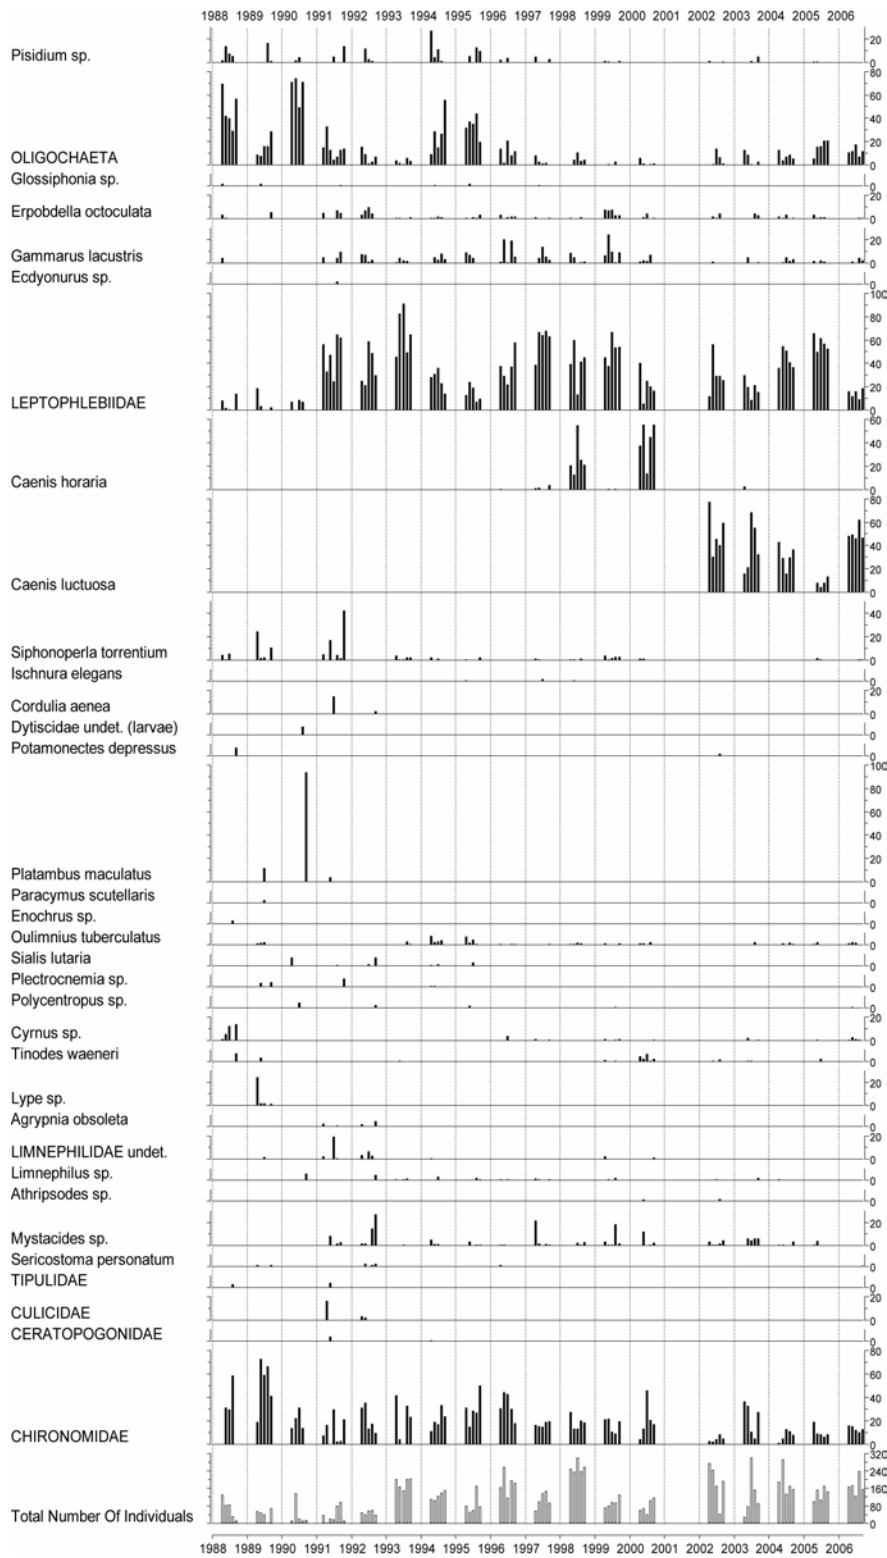 1988 1989 1990 1991 1992 1993 1994 1995 1996 1997 1998 1999 2000 2002 2003 2004 2005 2006
Pisidium sp. 20 0
80 60 40 20 0
OLIGOCHAETA
Glossiphonia sp. 0
Erpobdella octoculata 20 0
Gammarus lacustris 20 0
Ecdyonurus sp. 0
100 80 60 40 20 0
LEPTOPHLEBIIDAE
60 40 20 0
Caenis horaria
80 60 40 20 0
Caenis luctuosa
40 20 0
Siphonoperla torrentium
Ischnura elegans 0
Cordulia aenea 20 0
Dytiscidae undet. (larvae) 0
Potamonectes depressus 0
100 80 60 40 20 0
Platambus maculatus
Paracymus scutellaris 0
Enochrus sp. 0
Oulimnius tuberculatus 0
Sialis lutaria 0
Plectrocnemia sp. 0
Polycentropus sp. 0
Cyrnus sp. 20 0
Tinodes waeneri 0
Lype sp. 20 0
Agrypnia obsoleta 0
LIMNEPHILIDAE undet. 20 0
Limnephilus sp. 0
Athripsodes sp. 0
Mystacides sp. 20 0
Sericostoma personatum 0
TIPULIDAE 0
CULICIDAE 20 0
CERATOPOGONIDAE 0
80 60 40 20 0
CHIRONOMIDAE
320 240 160 80 0
Total Number Of Individuals
1988 1989 1990 1991 1992 1993 1994 1995 1996 1997 1998 1999 2000 2002 2003 2004 2005 2006